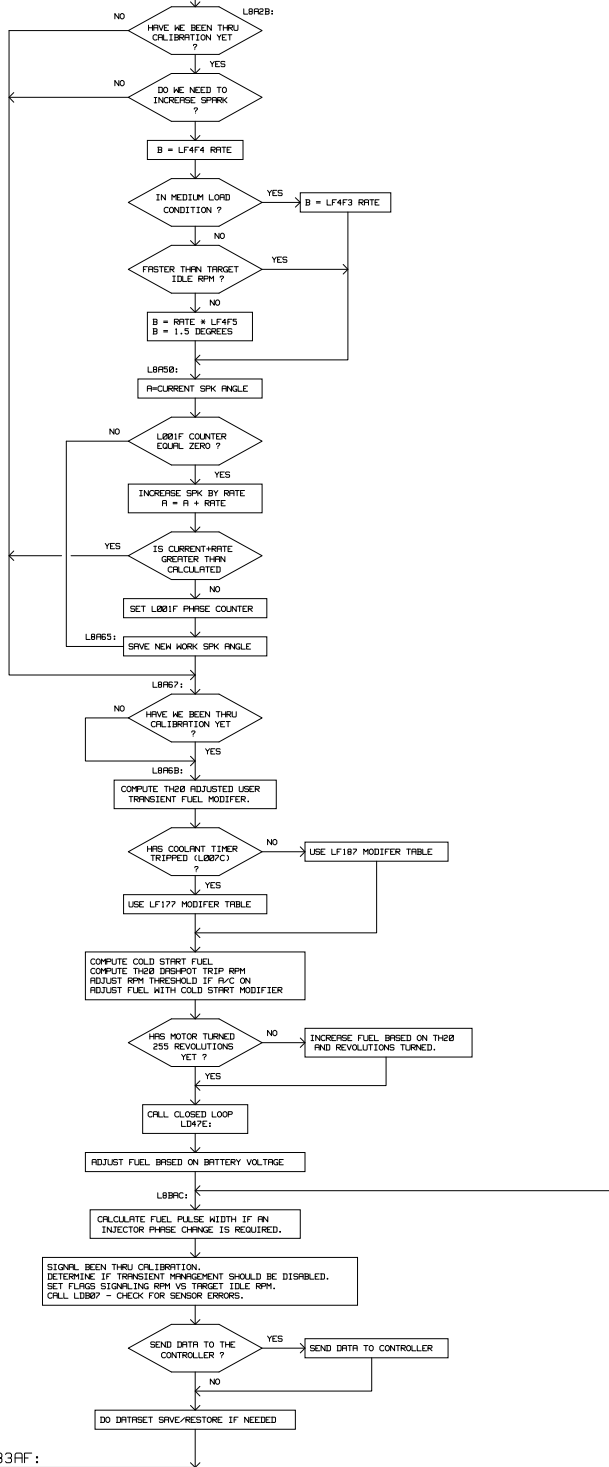 L8A2B:
NO
HAVE WE BEEN THRU
CALIBRATION YET
?
YES
NO
DO WE NEED TO
INCREASE SPARK
?
B = LF4F4 RATE
YES
IN MEDIUM LOAD
CONDITION ?
B = LF4F3 RATE
NO
YES
FASTER THAN TARGET
IDLE RPM ?
NO
B = RATE * LF4F5
B = 1.5 DEGREES
L8A50:
A=CURRENT SPK ANGLE
NO
L001F COUNTER
EQUAL ZERO ?
YES
INCREASE SPK BY RATE
A = A + RATE
YES
IS CURRENT+RATE
GREATER THAN
CALCULATED
NO
SET L001F PHASE COUNTER
L8A65:
SAVE NEW WORK SPK ANGLE
L8A67:
NO
HAVE WE BEEN THRU
CALIBRATION YET
?
YES
L8A6B:
COMPUTE TH20 ADJUSTED USER
TRANSIENT FUEL MODIFER.
NO
HAS COOLANT TIMER
TRIPPED (L007C)
?
USE LF187 MODIFER TABLE
YES
USE LF177 MODIFER TABLE
COMPUTE COLD START FUEL
COMPUTE TH20 DASHPOT TRIP RPM
ADJUST RPM THRESHOLD IF A/C ON
ADJUST FUEL WITH COLD START MODIFIER
NO
HAS MOTOR TURNED
255 REVOLUTIONS
YET ?
INCREASE FUEL BASED ON TH20
AND REVOLUTIONS TURNED.
YES
CALL CLOSED LOOP
LD47E:
ADJUST FUEL BASED ON BATTERY VOLTAGE
L8BAC:
CALCULATE FUEL PULSE WIDTH IF AN
INJECTOR PHASE CHANGE IS REQUIRED.
SIGNAL BEEN THRU CALIBRATION.
DETERMINE IF TRANSIENT MANAGEMENT SHOULD BE DISABLED.
SET FLAGS SIGNALING RPM VS TARGET IDLE RPM.
CALL LDB07 - CHECK FOR SENSOR ERRORS.
YES
SEND DATA TO THE
CONTROLLER ?
SEND DATA TO CONTROLLER
NO
DO DATASET SAVE/RESTORE IF NEEDED
83AF: